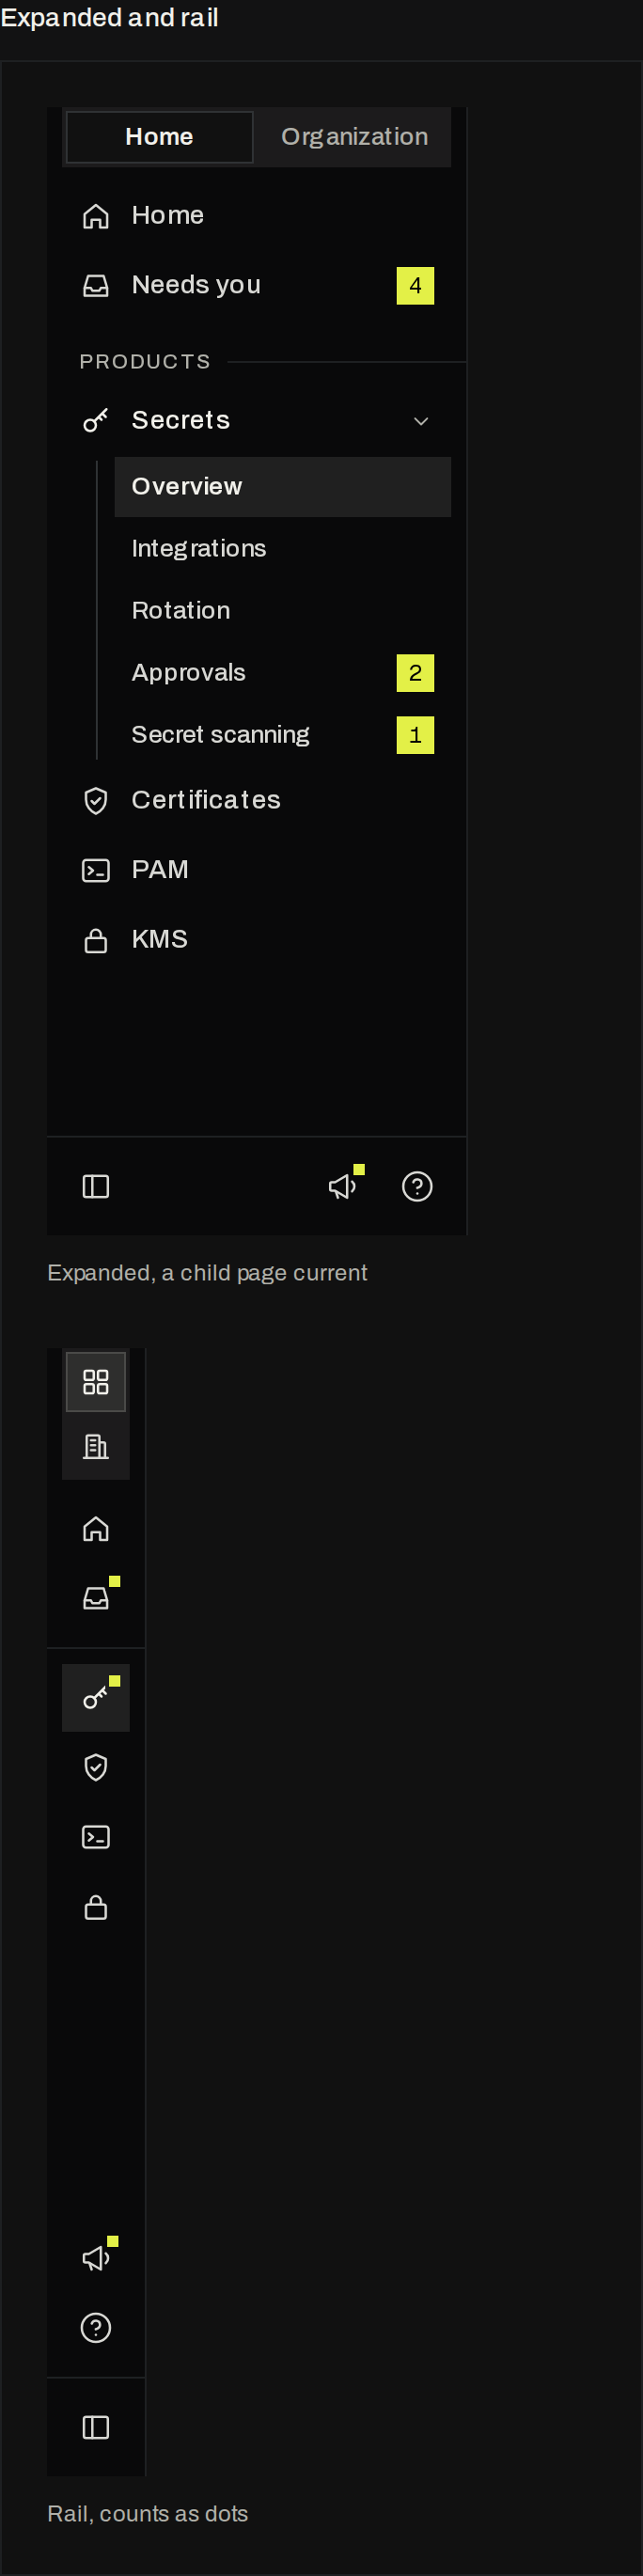 Expanded and rail
Home Organization
Home
Needs you 4
PRODUCTS
Secrets
Overview
Integrations
Rotation
Approvals 2
Secret scanning 1
Certificates
PAM
KMS
Expanded, a child page current
Rail, counts as dots